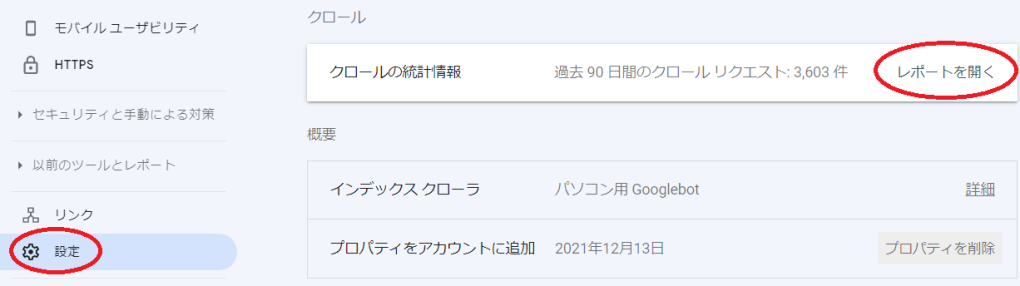 モバイル ユーザビリティ
HTTPS
セキュリティと手動による対策
以前のツールとレポート
リンク
設定
クロール
クロールの統計情報 過去 90 日間のクロール リクエスト: 3,603 件 レポートを開く
概要
インデックス クローラ パソコン用 Googlebot 詳細
プロパティをアカウントに追加 2021年12月13日 プロパティを削除